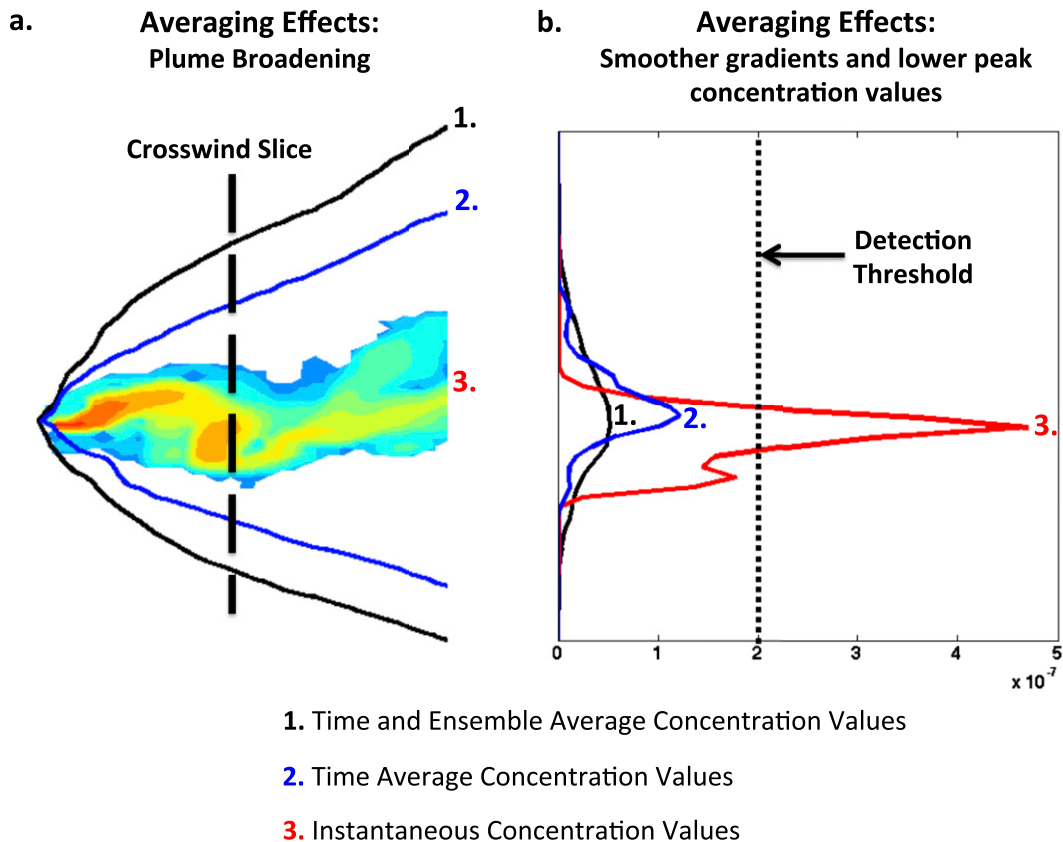 a.
Averaging Effects:
Plume Broadening
Crosswind Slice
1.
2.
3.
b.
Averaging Effects:
Smoother gradients and lower peak
concentration values
Detection
Threshold
1.
2.
3.
0 1 2 3 4 5
x 10⁻⁷
1. Time and Ensemble Average Concentration Values
2. Time Average Concentration Values
3. Instantaneous Concentration Values